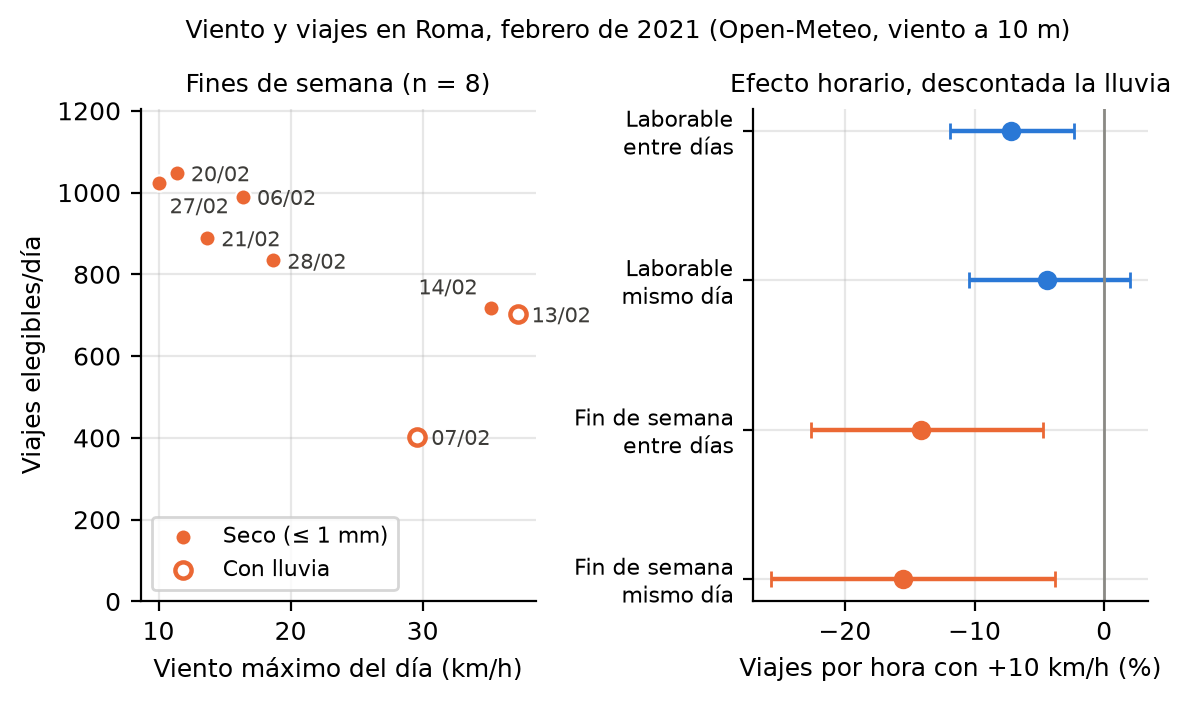 Viento y viajes en Roma, febrero de 2021 (Open-Meteo, viento a 10 m)
Fines de semana (n = 8)
Viajes elegibles/día
1200
1000
800
600
400
200
0
20/02
27/02
06/02
21/02
28/02
14/02
13/02
07/02
Seco (≤ 1 mm)
Con lluvia
10
20
30
Viento máximo del día (km/h)
Efecto horario, descontada la lluvia
Laborable
entre días
Laborable
mismo día
Fin de semana
entre días
Fin de semana
mismo día
−20
−10
0
Viajes por hora con +10 km/h (%)